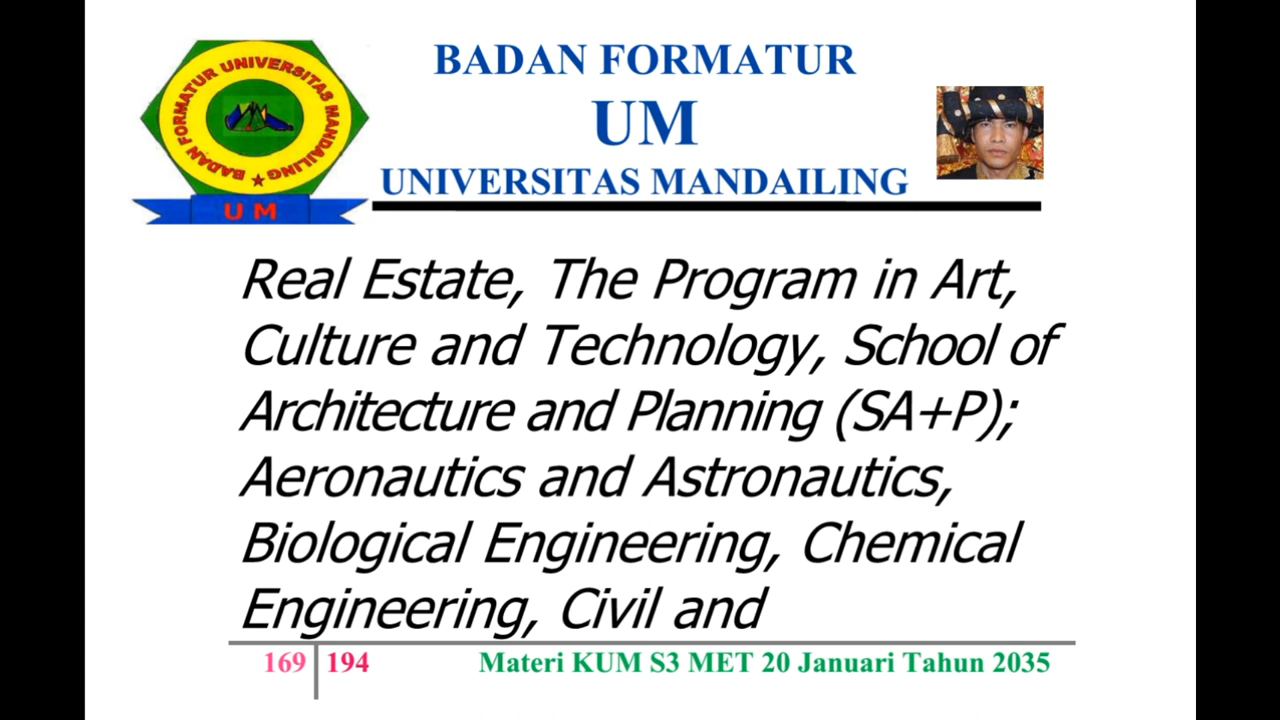 BADAN FORMATUR UNIVERSITAS MANDAILING
U M
BADAN FORMATUR
UM
UNIVERSITAS MANDAILING
Real Estate, The Program in Art,
Culture and Technology, School of
Architecture and Planning (SA+P);
Aeronautics and Astronautics,
Biological Engineering, Chemical
Engineering, Civil and
169 194 Materi KUM S3 MET 20 Januari Tahun 2035